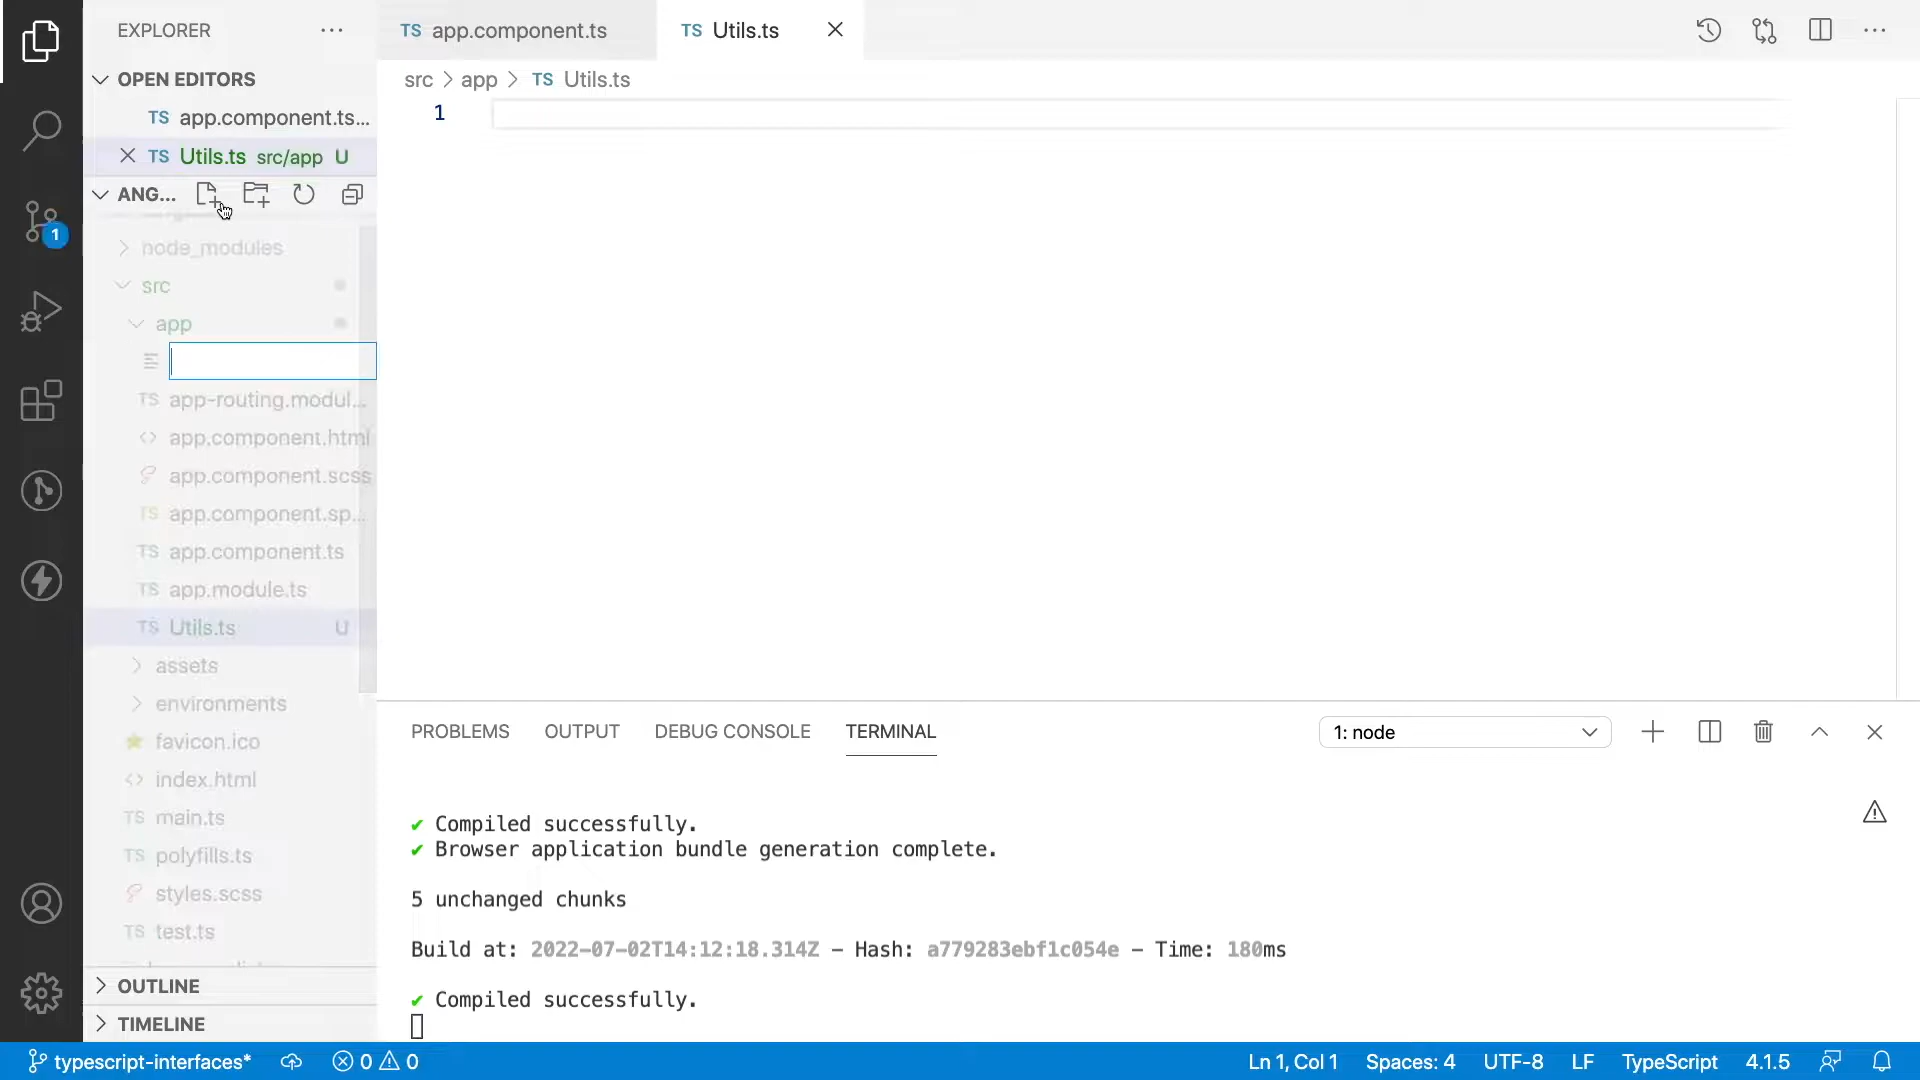 EXPLORER
TS app.component.ts
TS Utils.ts
OPEN EDITORS
TS app.component.ts...
TS Utils.ts src/app U
ANG...
node_modules
src
app
TS app-routing.modul...
<> app.component.html
app.component.scss
TS app.component.sp...
TS app.component.ts
TS app.module.ts
TS Utils.ts U
assets
environments
favicon.ico
<> index.html
TS main.ts
TS polyfills.ts
styles.scss
TS test.ts
OUTLINE
TIMELINE
src > app > TS Utils.ts
1
1
PROBLEMS OUTPUT DEBUG CONSOLE TERMINAL
1: node
✔ Compiled successfully.
✔ Browser application bundle generation complete.
5 unchanged chunks
Build at: 2022-07-02T14:12:18.314Z - Hash: a779283ebf1c054e - Time: 180ms
✔ Compiled successfully.
typescript-interfaces* 0 0 Ln 1, Col 1 Spaces: 4 UTF-8 LF TypeScript 4.1.5